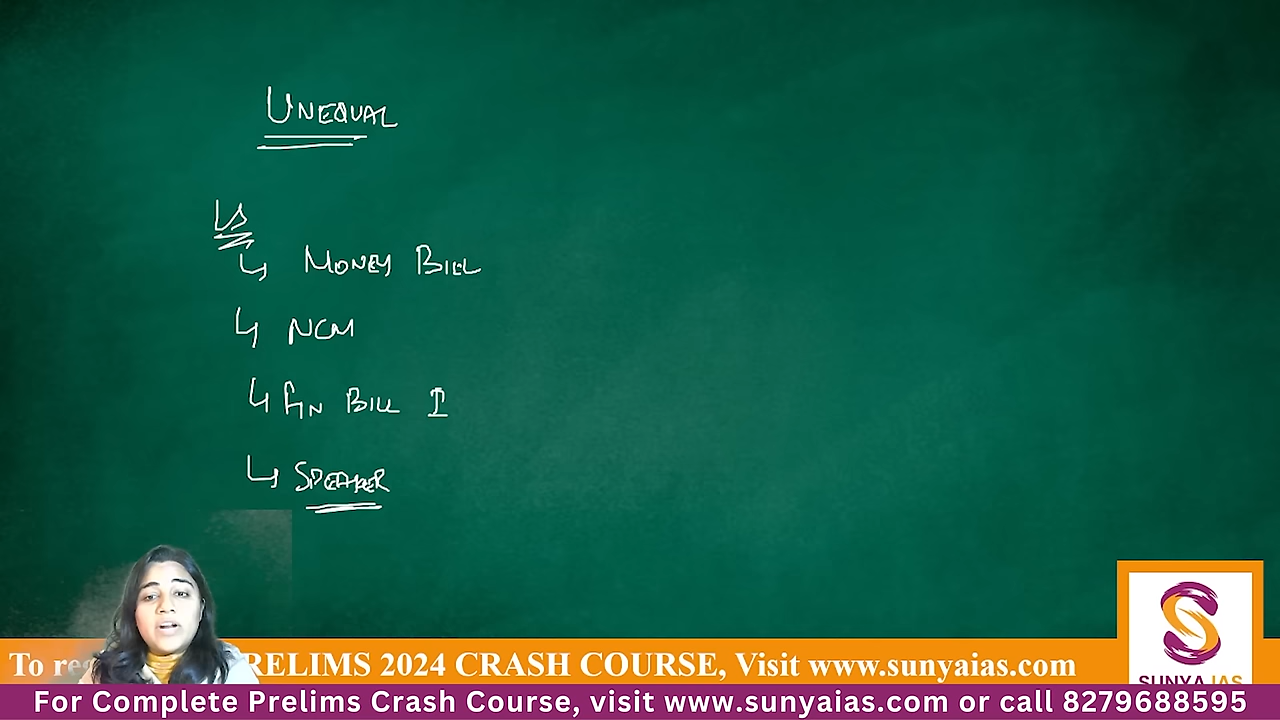 UNEQUAL
LS
↳ MONEY BILL
↳ NCM
↳ FIN BILL I
↳ SPEAKER
To re RELIMS 2024 CRASH COURSE, Visit www.sunyaias.com
SUNYA IAS
For Complete Prelims Crash Course, visit www.sunyaias.com or call 8279688595